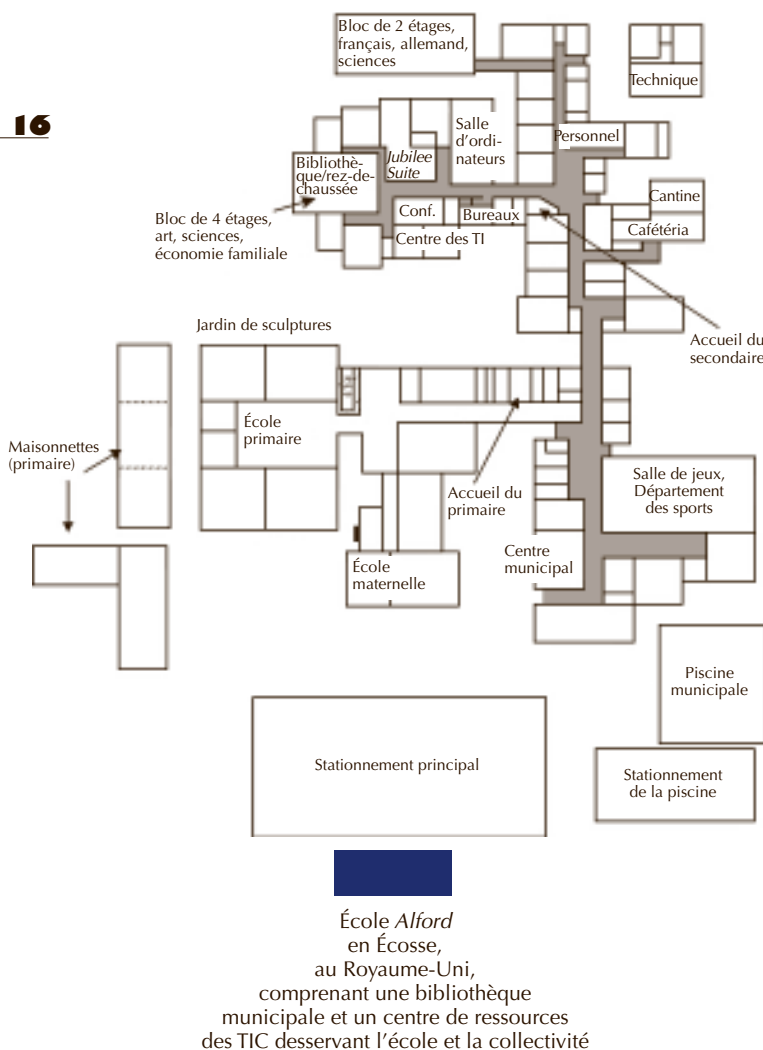 Bloc de 2 étages,
français, allemand,
sciences
Technique
16
Salle
d'ordi-
nateurs
Personnel
Jubilee
Suite
Bibliothè-
que/rez-de-
chaussée
Cantine
Bloc de 4 étages,
art, sciences,
économie familiale
Conf.
Bureaux
Cafétéria
Centre des TI
Jardin de sculptures
Accueil du
secondaire
École
primaire
Maisonnettes
(primaire)
Accueil du
primaire
Salle de jeux,
Département
des sports
École
maternelle
Centre
municipal
Piscine
municipale
Stationnement principal
Stationnement
de la piscine
École Alford
en Écosse,
au Royaume-Uni,
comprenant une bibliothèque
municipale et un centre de ressources
des TIC desservant l'école et la collectivité